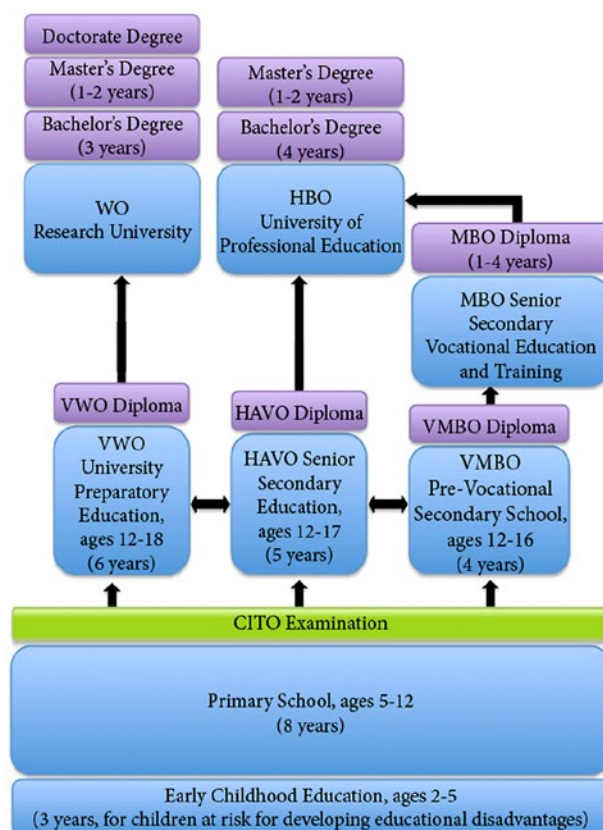 Doctorate Degree
Master's Degree
(1-2 years)
Bachelor's Degree
(3 years)
WO
Research University
Master's Degree
(1-2 years)
Bachelor's Degree
(4 years)
HBO
University of
Professional Education
MBO Diploma
(1-4 years)
MBO Senior
Secondary
Vocational Education
and Training
VWO Diploma
VWO
University
Preparatory
Education,
ages 12-18
(6 years)
HAVO Diploma
HAVO Senior
Secondary
Education,
ages 12-17
(5 years)
VMBO Diploma
VMBO
Pre-Vocational
Secondary School,
ages 12-16
(4 years)
CITO Examination
Primary School, ages 5-12
(8 years)
Early Childhood Education, ages 2-5
(3 years, for children at risk for developing educational disadvantages)